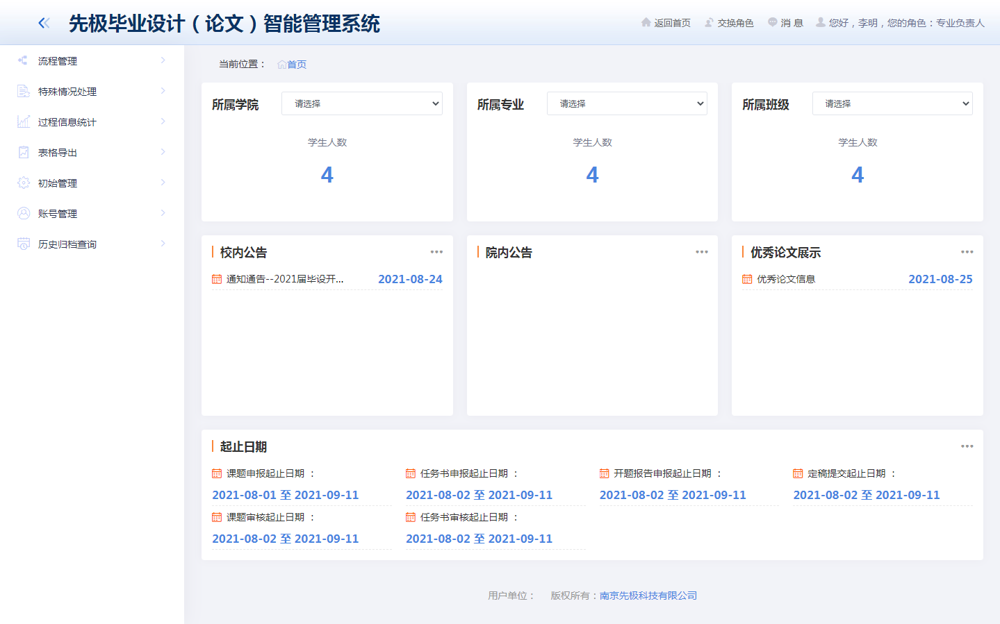 先极毕业设计（论文）智能管理系统
返回首页 交换角色 消 息 您好，李明，您的角色：专业负责人
流程管理
特殊情况处理
过程信息统计
表格导出
初始管理
账号管理
历史归档查询
当前位置： 首页
所属学院 请选择
学生人数
4
所属专业 请选择
学生人数
4
所属班级 请选择
学生人数
4
校内公告
通知通告--2021届毕设开... 2021-08-24
院内公告
优秀论文展示
优秀论文信息 2021-08-25
起止日期
课题申报起止日期 ：
2021-08-01 至 2021-09-11
任务书申报起止日期 ：
2021-08-02 至 2021-09-11
开题报告申报起止日期 ：
2021-08-02 至 2021-09-11
定稿提交起止日期 ：
2021-08-02 至 2021-09-11
课题审核起止日期 ：
2021-08-02 至 2021-09-11
任务书审核起止日期 ：
2021-08-02 至 2021-09-11
用户单位： 版权所有：南京先极科技有限公司